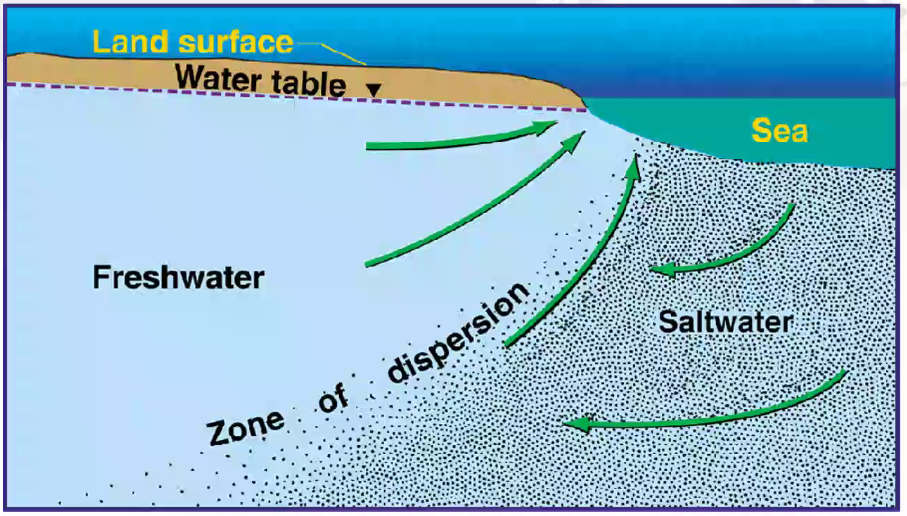 Land surface
Water table
Sea
Freshwater
Zone of dispersion
Saltwater